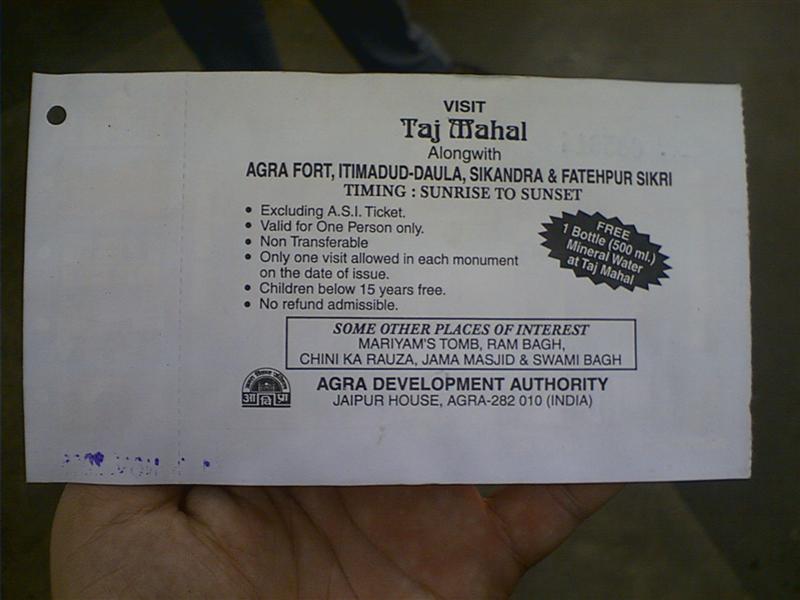 VISIT
Taj Mahal
Alongwith
AGRA FORT, ITIMADUD-DAULA, SIKANDRA & FATEHPUR SIKRI
TIMING : SUNRISE TO SUNSET
• Excluding A.S.I. Ticket.
• Valid for One Person only.
• Non Transferable
• Only one visit allowed in each monument
on the date of issue.
• Children below 15 years free.
• No refund admissible.
FREE
1 Bottle (500 ml.)
Mineral Water
at Taj Mahal
SOME OTHER PLACES OF INTEREST
MARIYAM'S TOMB, RAM BAGH,
CHINI KA RAUZA, JAMA MASJID & SWAMI BAGH
आ वि प्रा
AGRA DEVELOPMENT AUTHORITY
JAIPUR HOUSE, AGRA-282 010 (INDIA)